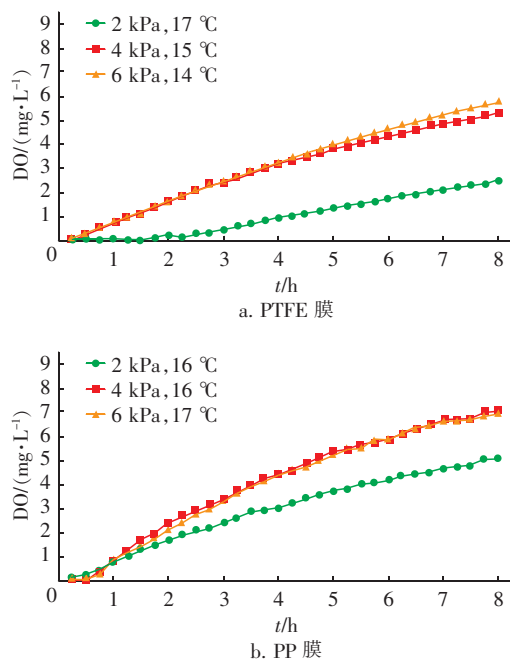 9
8
7
6
5
4
3
2
1
0
DO/(mg·L⁻¹)
2 kPa,17 ℃
4 kPa,15 ℃
6 kPa,14 ℃
1 2 3 4 5 6 7 8
t/h
a. PTFE 膜
9
8
7
6
5
4
3
2
1
0
DO/(mg·L⁻¹)
2 kPa,16 ℃
4 kPa,16 ℃
6 kPa,17 ℃
1 2 3 4 5 6 7 8
t/h
b. PP 膜